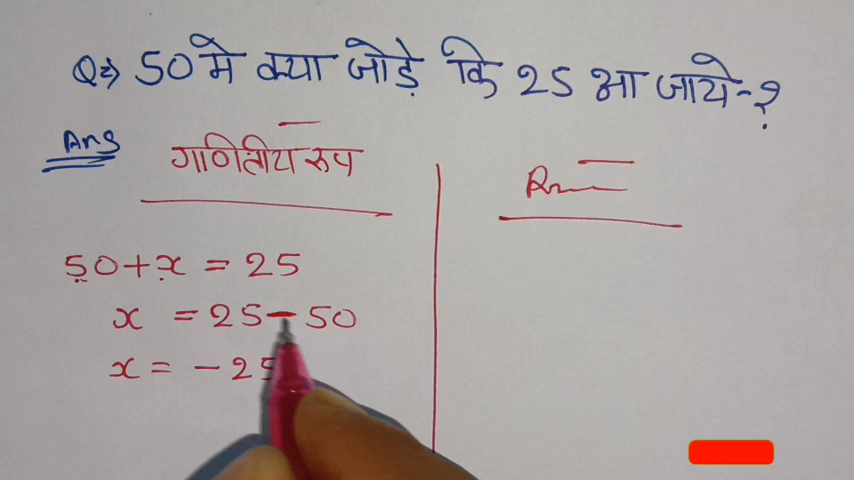 Q⇒ 50 मे क्या जोड़े कि 25 आ जाये-?
Ans
गणितीय रुप
50+x = 25
x = 25-50
x = -25